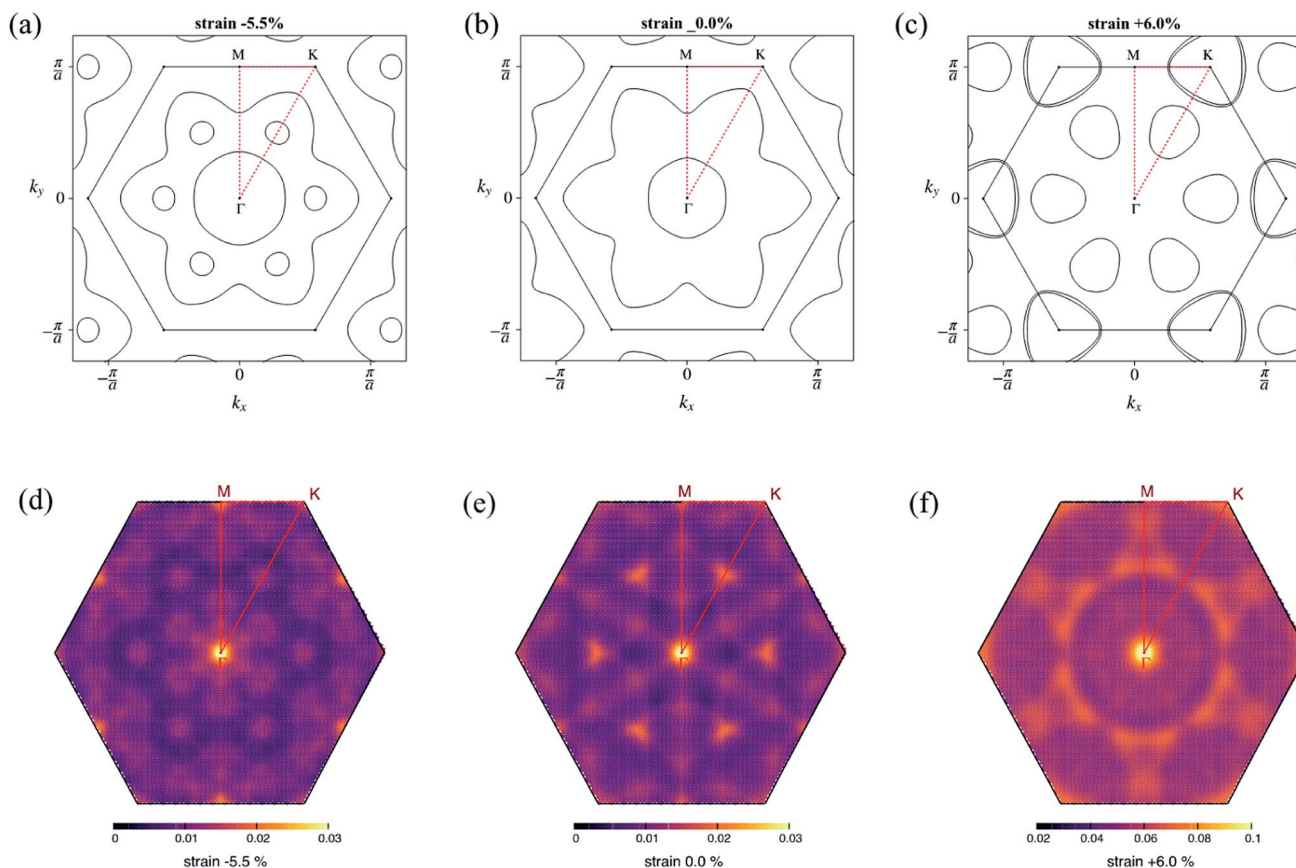 (a)
strain -5.5%
(b)
strain _0.0%
(c)
strain +6.0%
M
K
M
K
M
K
π/a
π/a
π/a
k_y
0
Γ
k_y
0
Γ
k_y
0
Γ
-π/a
-π/a
-π/a
-π/a
0
π/a
-π/a
0
π/a
-π/a
0
π/a
k_x
k_x
k_x
(d)
M
K
(e)
M
K
(f)
M
K
Γ
Γ
Γ
0 0.01 0.02 0.03
0 0.01 0.02 0.03
0.02 0.04 0.06 0.08 0.1
strain -5.5 %
strain 0.0 %
strain +6.0 %